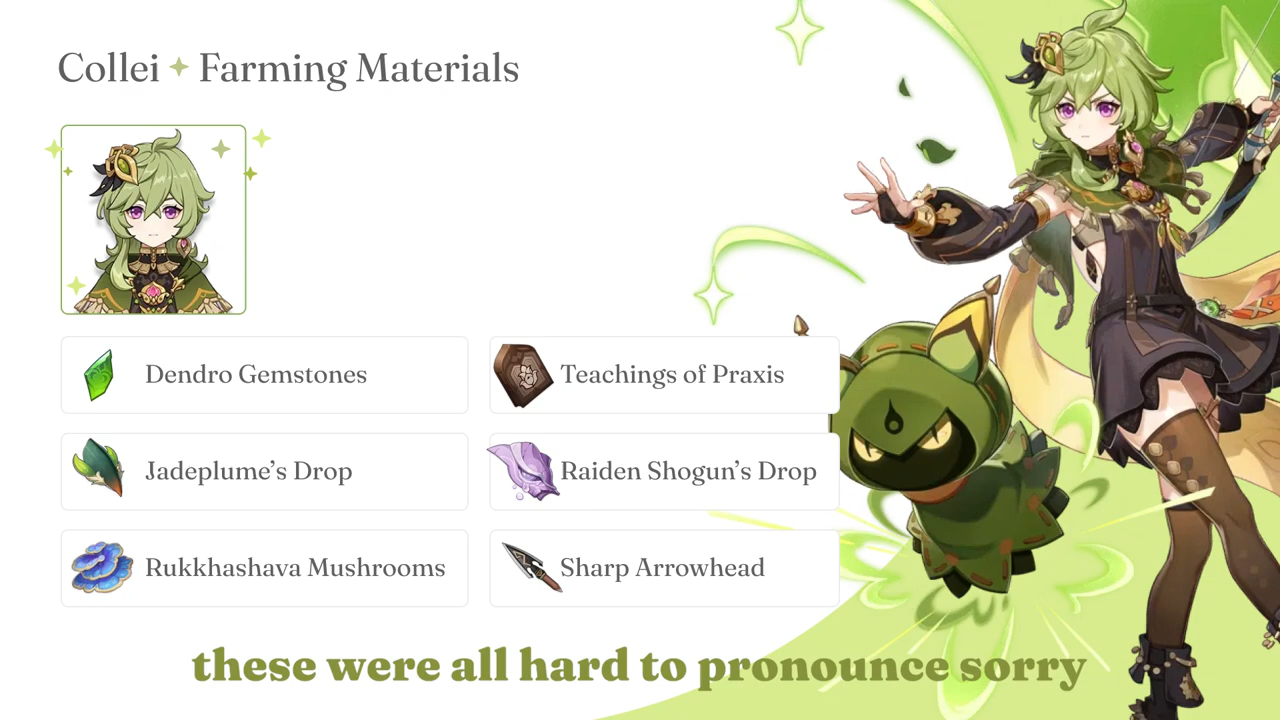 Collei ✦ Farming Materials
Dendro Gemstones
Teachings of Praxis
Jadeplume’s Drop
Raiden Shogun’s Drop
Rukkhashava Mushrooms
Sharp Arrowhead
these were all hard to pronounce sorry